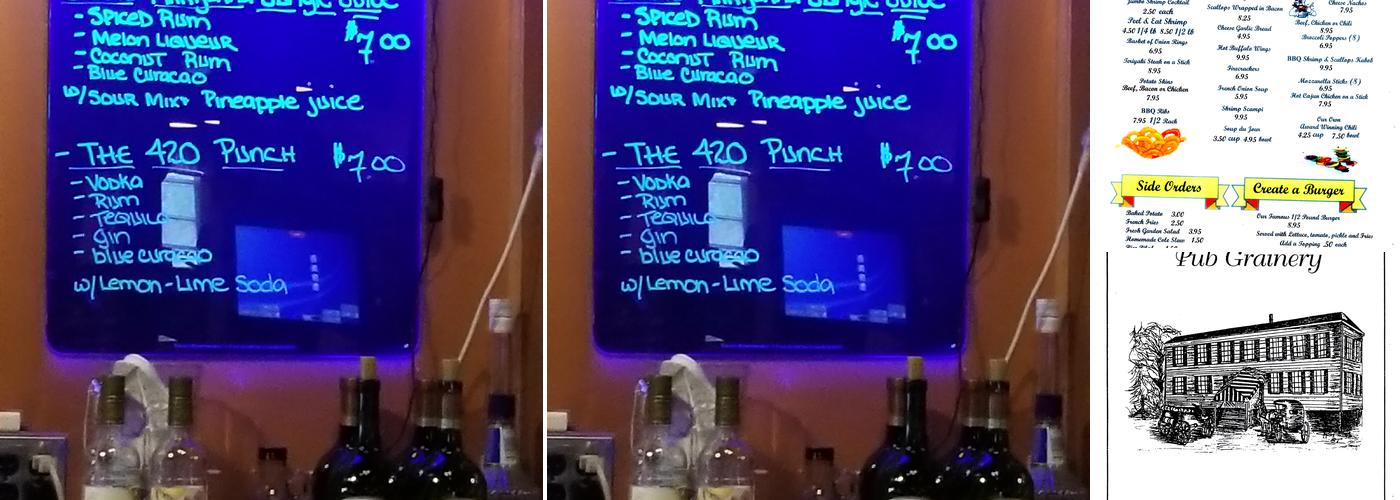 Jungle Juice
- Spiced Rum
$7.00
- Melon Liqueur
- Coconut Rum
- Blue Curacao
w/Sour Mix+ Pineapple juice
- THE 420 PUNCH $7.00
- Vodka
- Rum
- Tequila
- Gin
- blue curacao
w/Lemon-Lime Soda
Jungle Juice
- Spiced Rum
$7.00
- Melon Liqueur
- Coconut Rum
- Blue Curacao
w/Sour Mix+ Pineapple juice
- THE 420 PUNCH $7.00
- Vodka
- Rum
- Tequila
- Gin
- blue curacao
w/Lemon-Lime Soda
Jumbo Shrimp Cocktail
2.50 each
Peel & Eat Shrimp
4.50 1/4 lb 8.50 1/2 lb
Basket of Onion Rings
6.95
Teriyaki Steak on a Stick
8.95
Potato Skins
Beef, Bacon or Chicken
7.95
BBQ Ribs
7.95 1/2 Rack
Scallops Wrapped in Bacon
8.25
Cheese Garlic Bread
4.95
Hot Buffalo Wings
9.95
Firecrackers
6.95
French Onion Soup
5.95
Shrimp Scampi
9.95
Soup du Jour
3.50 cup 4.95 bowl
Cheese Nachos
7.95
Beef, Chicken or Chili
8.95
Broccoli Poppers (8)
6.95
BBQ Shrimp & Scallops Kabob
9.95
Mozzarella Sticks (8)
6.95
Hot Cajun Chicken on a Stick
7.95
Our Own
Award Winning Chili
4.25 cup 7.50 bowl
Side Orders
Baked Potato 3.00
French Fries 2.50
Fresh Garden Salad 3.95
Homemade Cole Slaw 1.50
Create a Burger
Our Famous 1/2 Pound Burger
8.95
Served with Lettuce, tomato, pickle and Fries
Add a Topping .50 each
Pub Grainery